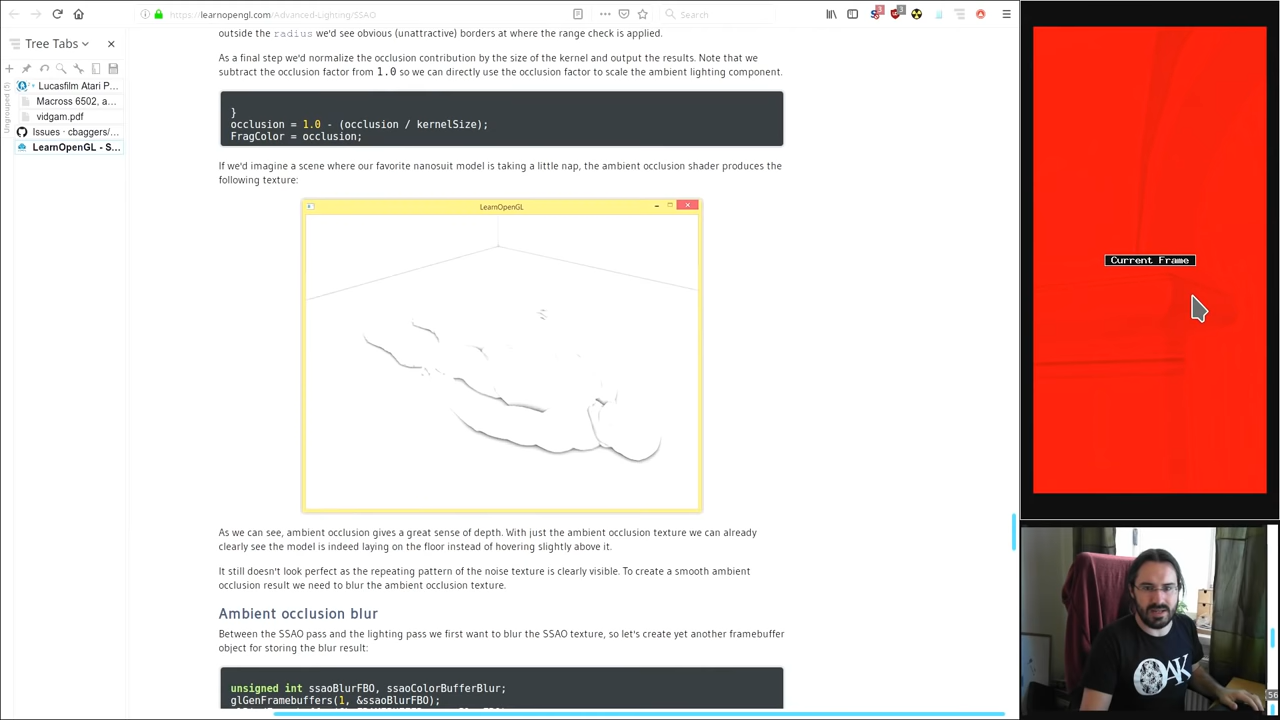 https://learnopengl.com/Advanced-Lighting/SSAO
Search
3
3
Tree Tabs
Ungrouped (5)
Lucasfilm Atari P...
Macross 6502, a...
vidgam.pdf
Issues · cbaggers/...
LearnOpenGL - S...
outside the radius we'd see obvious (unattractive) borders at where the range check is applied.
As a final step we'd normalize the occlusion contribution by the size of the kernel and output the results. Note that we
subtract the occlusion factor from 1.0 so we can directly use the occlusion factor to scale the ambient lighting component.
}
occlusion = 1.0 - (occlusion / kernelSize);
FragColor = occlusion;
If we'd imagine a scene where our favorite nanosuit model is taking a little nap, the ambient occlusion shader produces the
following texture:
LearnOpenGL
As we can see, ambient occlusion gives a great sense of depth. With just the ambient occlusion texture we can already
clearly see the model is indeed laying on the floor instead of hovering slightly above it.
It still doesn't look perfect as the repeating pattern of the noise texture is clearly visible. To create a smooth ambient
occlusion result we need to blur the ambient occlusion texture.
Ambient occlusion blur
Between the SSAO pass and the lighting pass we first want to blur the SSAO texture, so let's create yet another framebuffer
object for storing the blur result:
unsigned int ssaoBlurFBO, ssaoColorBufferBlur;
glGenFramebuffers(1, &ssaoBlurFBO);
Current Frame
OAK
56